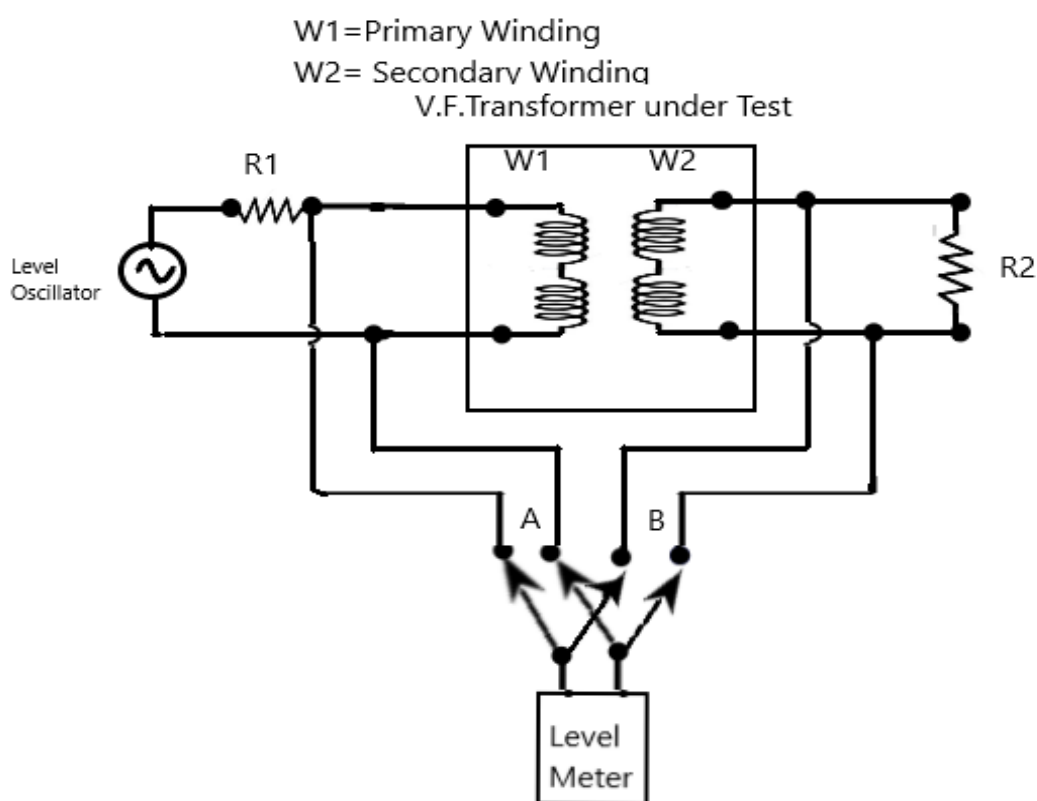 W1=Primary Winding
W2= Secondary Winding
V.F.Transformer under Test
W1
W2
R1
Level
Oscillator
R2
A
B
Level
Meter